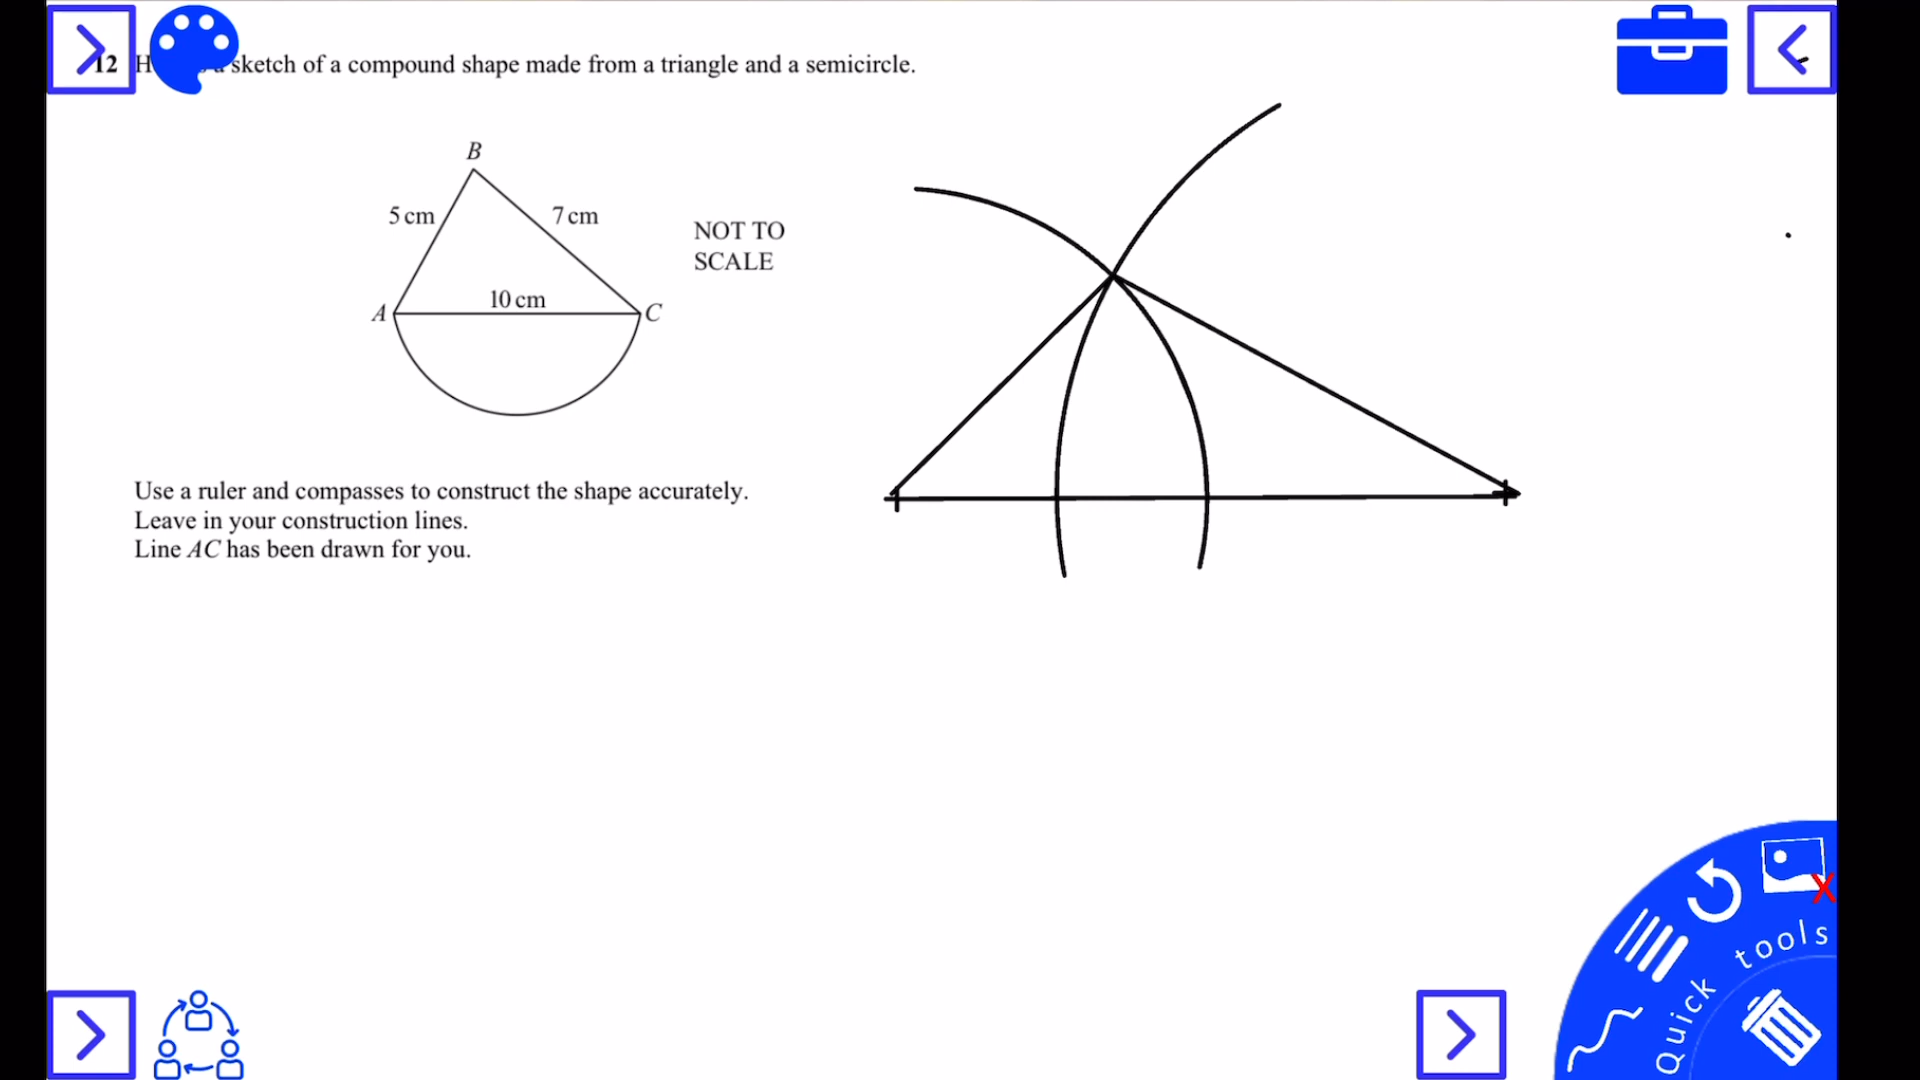 12 H sketch of a compound shape made from a triangle and a semicircle.
B
5 cm
7 cm
NOT TO
SCALE
10 cm
A
C
Use a ruler and compasses to construct the shape accurately.
Leave in your construction lines.
Line AC has been drawn for you.
Quick tools